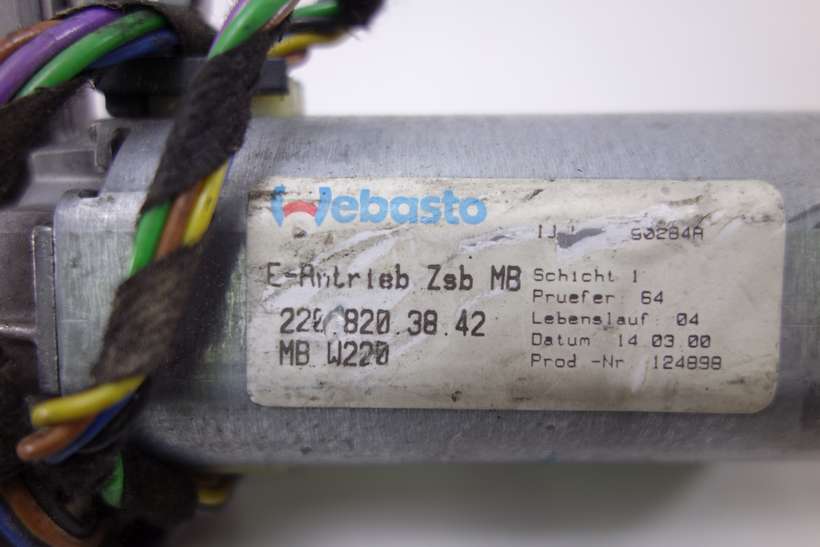 Webasto
90284A
E-Antrieb Zsb MB
220.820.38.42
MB W220
Schicht 1
Pruefer 64
Lebenslauf: 04
Datum 14.03.00
Prod.-Nr. 124898